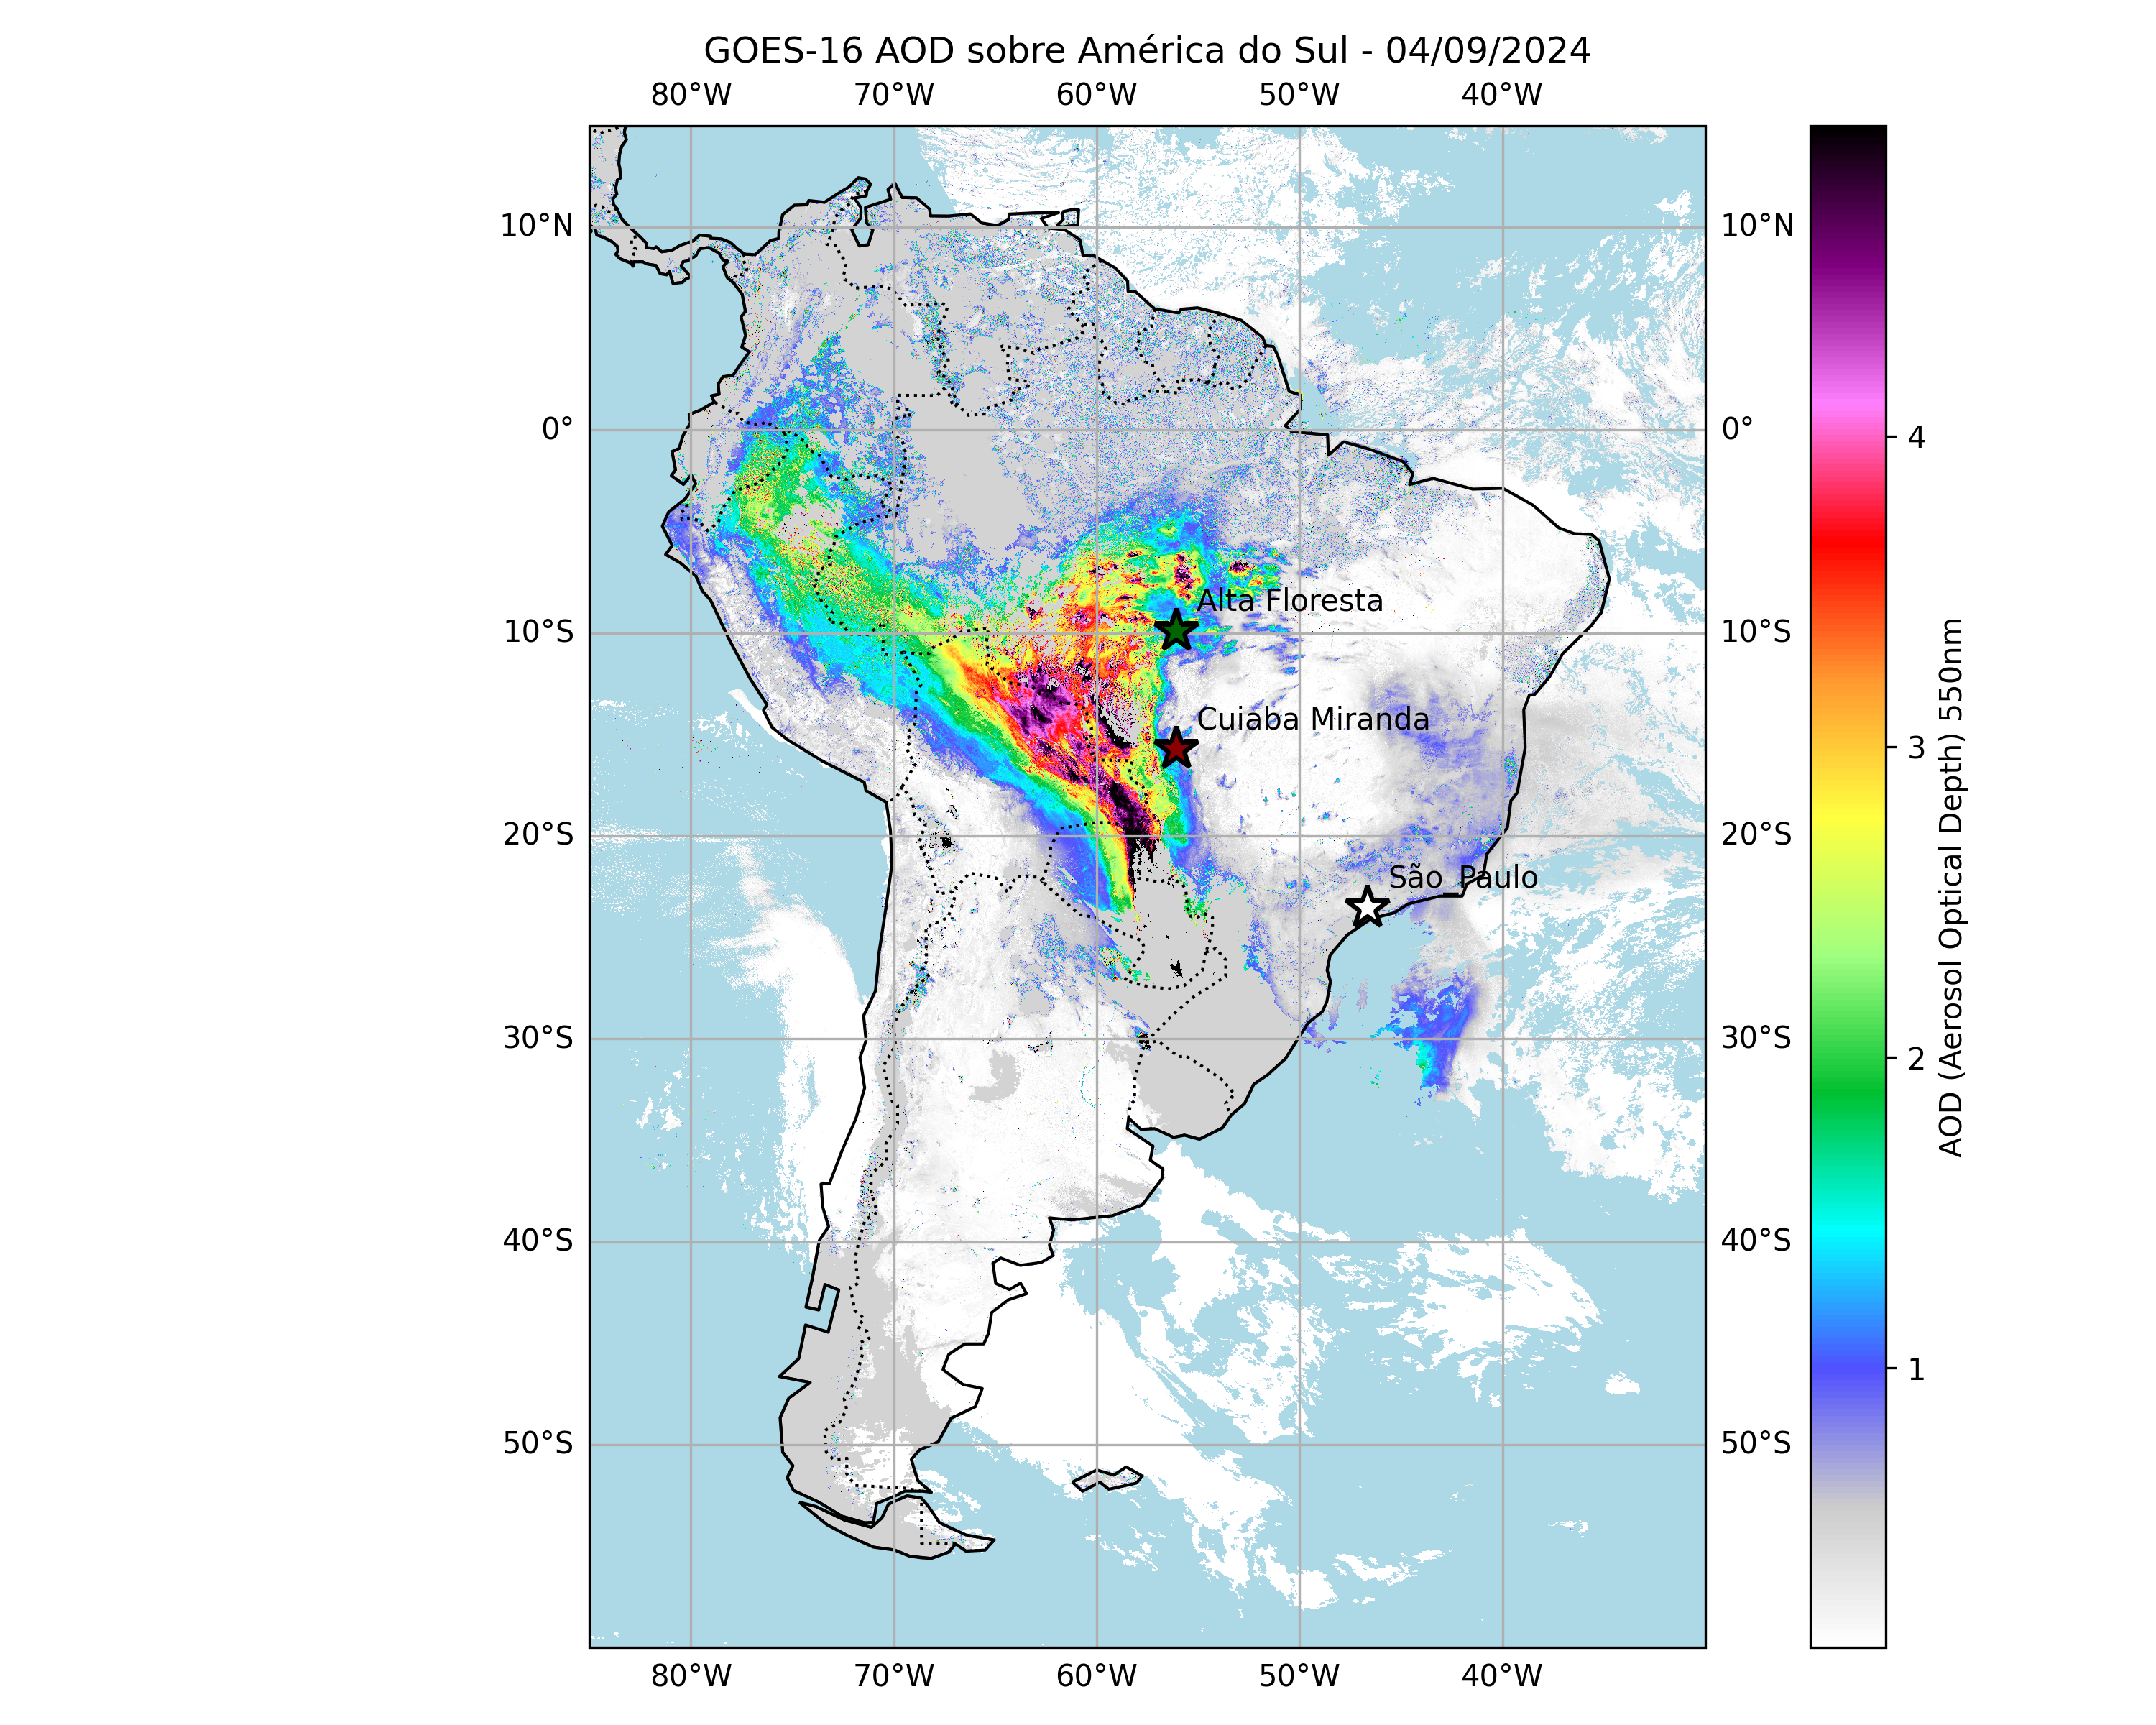 GOES-16 AOD sobre América do Sul - 04/09/2024
80°W 70°W 60°W 50°W 40°W
10°N 10°N
0° 0°
Alta Floresta
10°S 10°S
Cuiaba Miranda
20°S 20°S
São_Paulo
30°S 30°S
40°S 40°S
50°S 50°S
80°W 70°W 60°W 50°W 40°W
4
3
2
1
AOD (Aerosol Optical Depth) 550nm